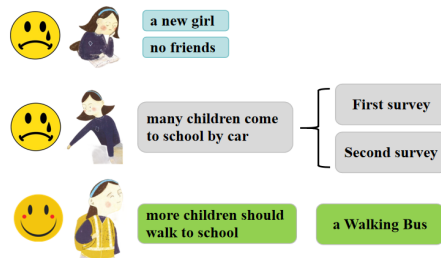 a new girl
no friends
many children come
to school by car
First survey
Second survey
more children should
walk to school
a Walking Bus